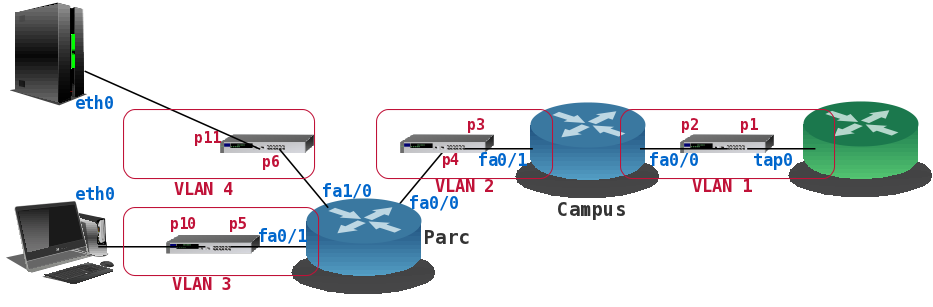 eth0
p11
p6
VLAN 4
eth0
p10
p5
fa0/1
VLAN 3
fa1/0
fa0/0
Parc
p3
p4
fa0/1
VLAN 2
Campus
p2
p1
fa0/0
tap0
VLAN 1